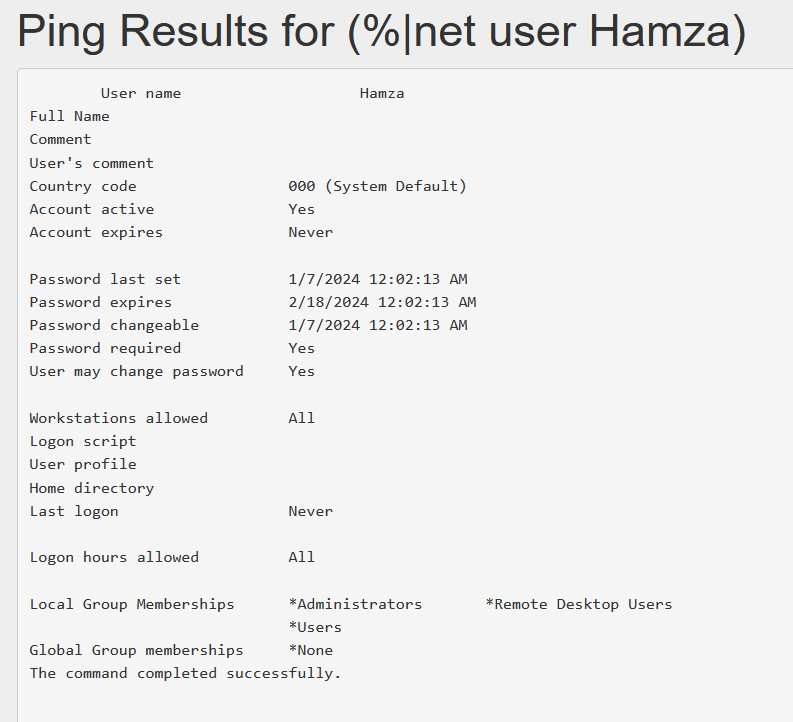 Ping Results for (%|net user Hamza)
User name Hamza
Full Name
Comment
User's comment
Country code 000 (System Default)
Account active Yes
Account expires Never
Password last set 1/7/2024 12:02:13 AM
Password expires 2/18/2024 12:02:13 AM
Password changeable 1/7/2024 12:02:13 AM
Password required Yes
User may change password Yes
Workstations allowed All
Logon script
User profile
Home directory
Last logon Never
Logon hours allowed All
Local Group Memberships *Administrators *Remote Desktop Users
*Users
Global Group memberships *None
The command completed successfully.